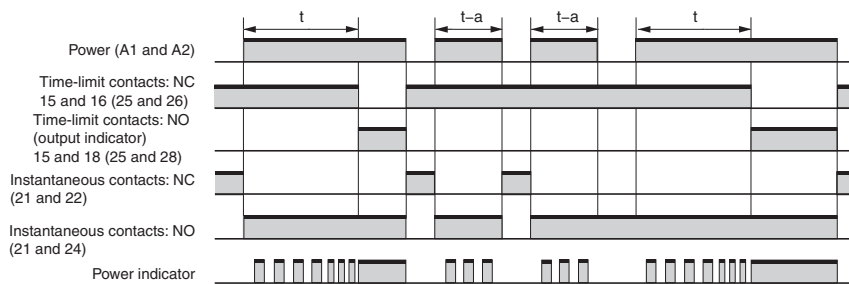 t
t–a
t–a
t
Power (A1 and A2)
Time-limit contacts: NC
15 and 16 (25 and 26)
Time-limit contacts: NO
(output indicator)
15 and 18 (25 and 28)
Instantaneous contacts: NC
(21 and 22)
Instantaneous contacts: NO
(21 and 24)
Power indicator